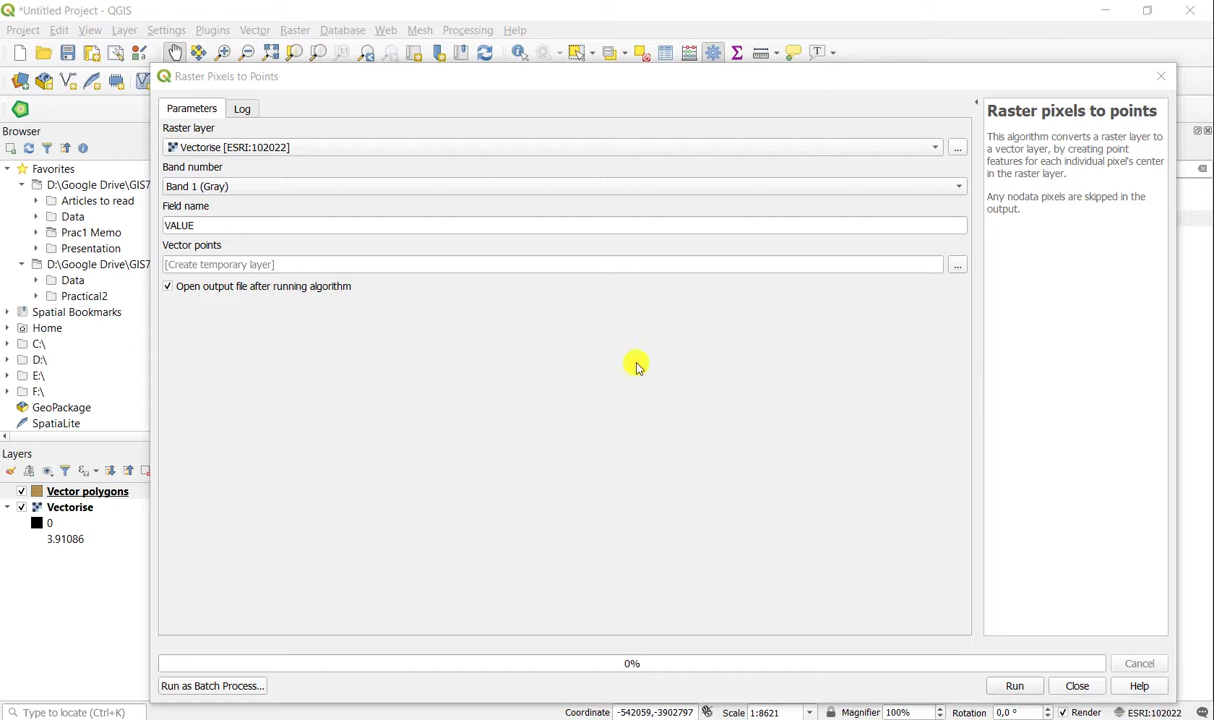 *Untitled Project - QGIS
Project Edit View Layer Settings Plugins Vector Raster Database Web Mesh Processing Help
Raster Pixels to Points
Parameters Log
Raster layer
Vectorise [ESRI:102022]
...
Band number
Band 1 (Gray)
Field name
VALUE
Vector points
[Create temporary layer]
...
Open output file after running algorithm
Raster pixels to points
This algorithm converts a raster layer to
a vector layer, by creating point
features for each individual pixel's center
in the raster layer.
Any nodata pixels are skipped in the
output.
Browser
Favorites
D:\Google Drive\GIS7
Articles to read
Data
Prac1 Memo
Presentation
D:\Google Drive\GIS7
Data
Practical2
Spatial Bookmarks
Home
C:\
D:\
E:\
F:\
GeoPackage
SpatiaLite
Layers
Vector polygons
Vectorise
0
3.91086
0%
Cancel
Run as Batch Process...
Run
Close
Help
Type to locate (Ctrl+K)
Coordinate -542059,-3902797
Scale 1:8621
Magnifier 100%
Rotation 0,0 °
Render
ESRI:102022